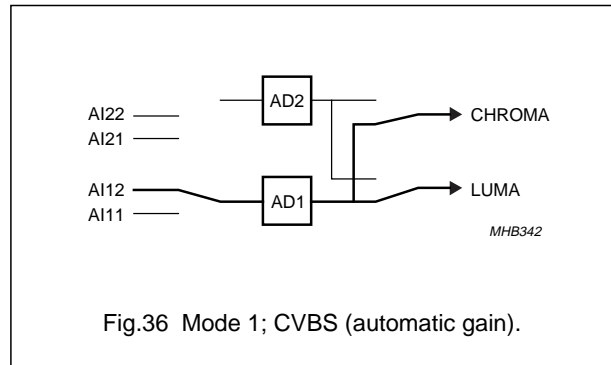 AD2
AI22
AI21
CHROMA
AI12
AI11
AD1
LUMA
MHB342
Fig.36 Mode 1; CVBS (automatic gain).